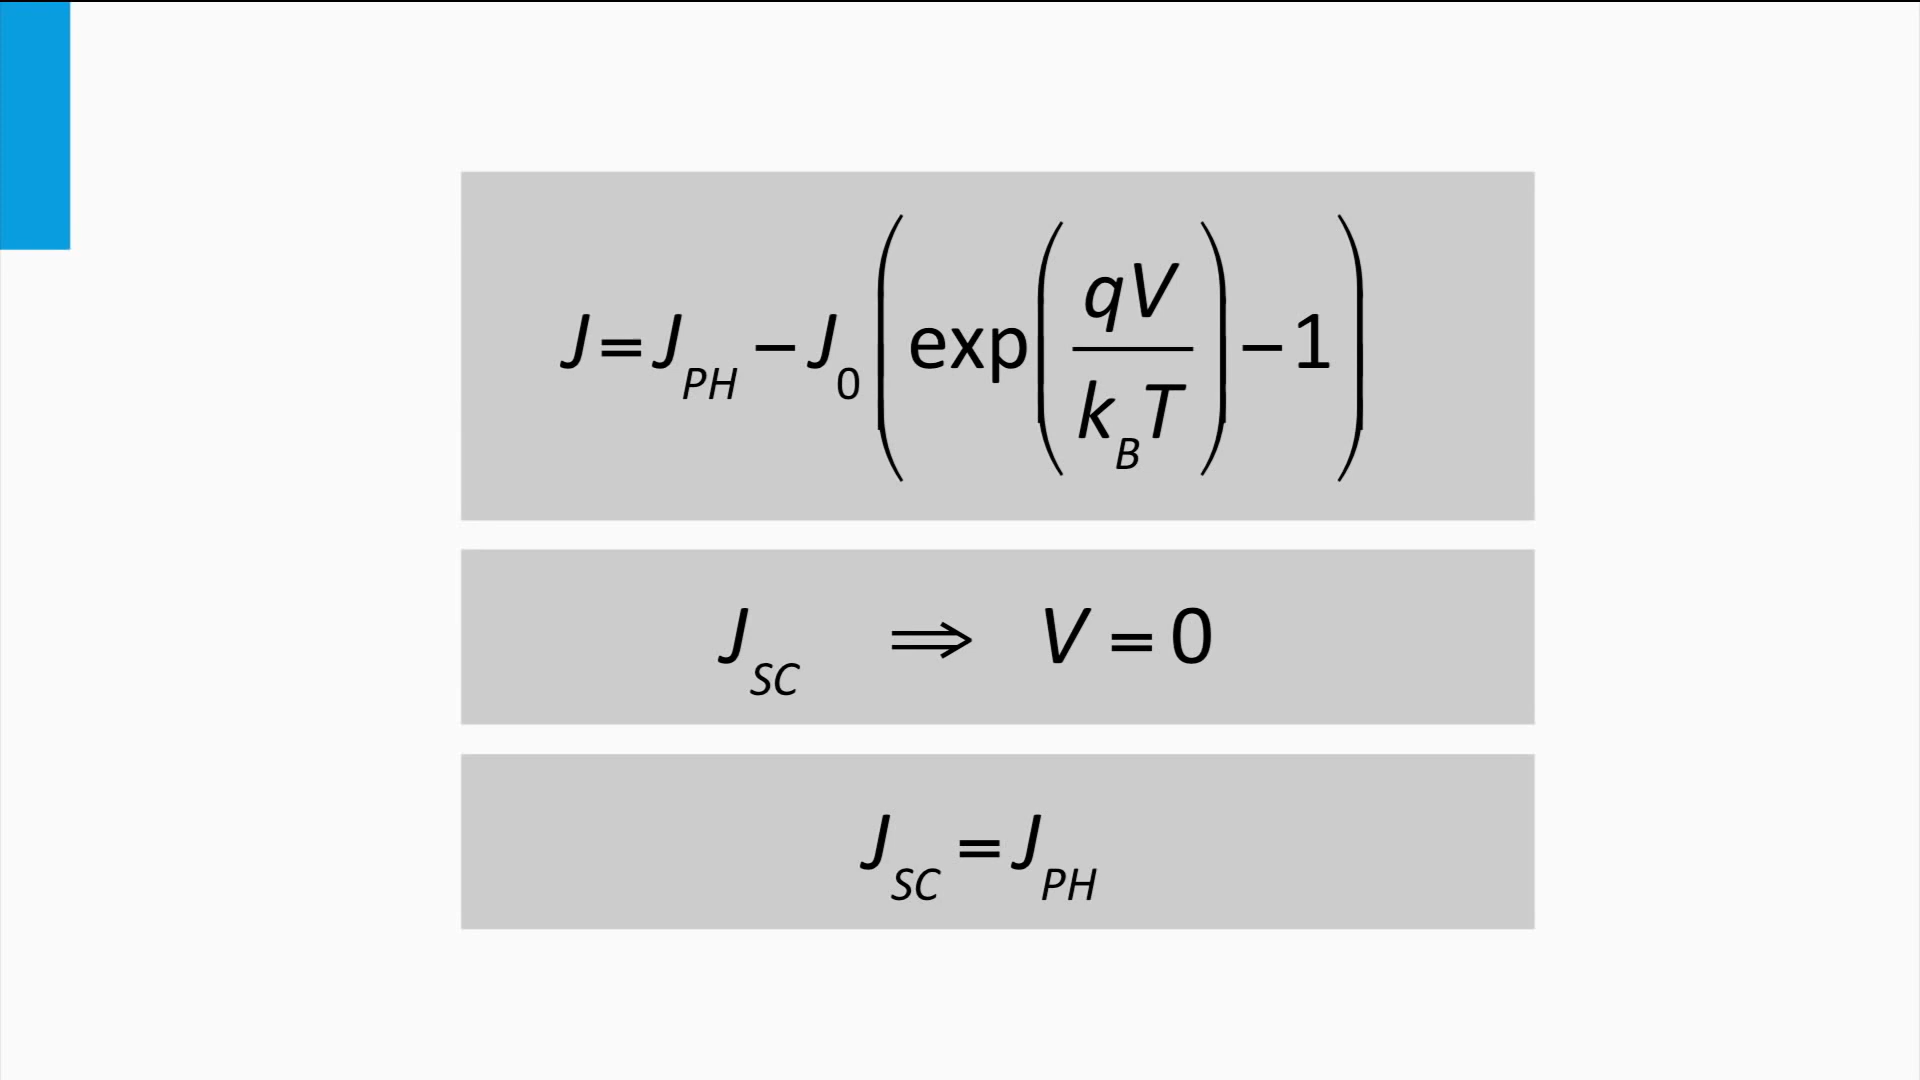 J = J_PH − J_0 ( exp( qV / k_B T ) − 1 )
J_SC ⇒ V = 0
J_SC = J_PH